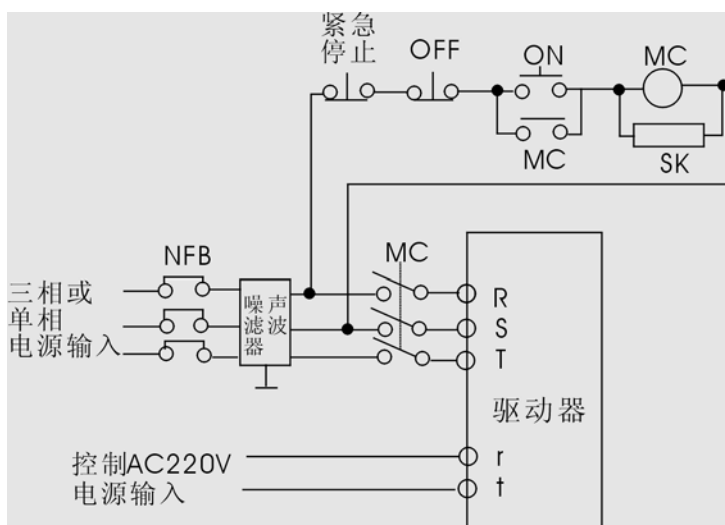 紧急
停止
OFF
ON
MC
MC
SK
NFB
MC
三相或
单相
电源输入
噪声
滤波
器
R
S
T
驱动器
控制AC220V
电源输入
r
t